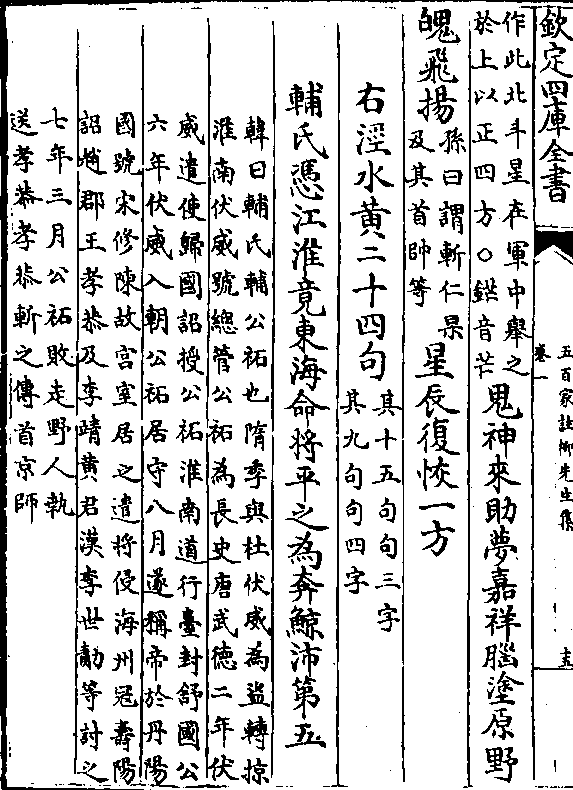 欽定四庫全書
五百家註柳先生集
卷一
十五
作此北斗星在軍中舉之
於上以正四方○鋩音芒
鬼神來助夢嘉祥腦塗原野
魄飛揚
孫曰謂斬仁杲
及其首帥等
星辰復恢一方
右涇水黄二十四句
其十五句句三字
其九句句四字
輔氏憑江淮竟東海命將平之為奔鯨沛第五
韓曰輔氏輔公祏也隋季與杜伏威為盜轉掠
淮南伏威號總管公祏為長史唐武德二年伏
威遣使歸國詔授公祏淮南道行臺封舒國公
六年伏威入朝公祏居守八月遂稱帝於丹陽
國號宋修陳故宫室居之遣將侵海州冦壽陽
詔趙郡王孝恭及李靖黄君漢李世勣等討之
七年三月公祏敗走野人執
送孝恭孝恭斬之傳首京師